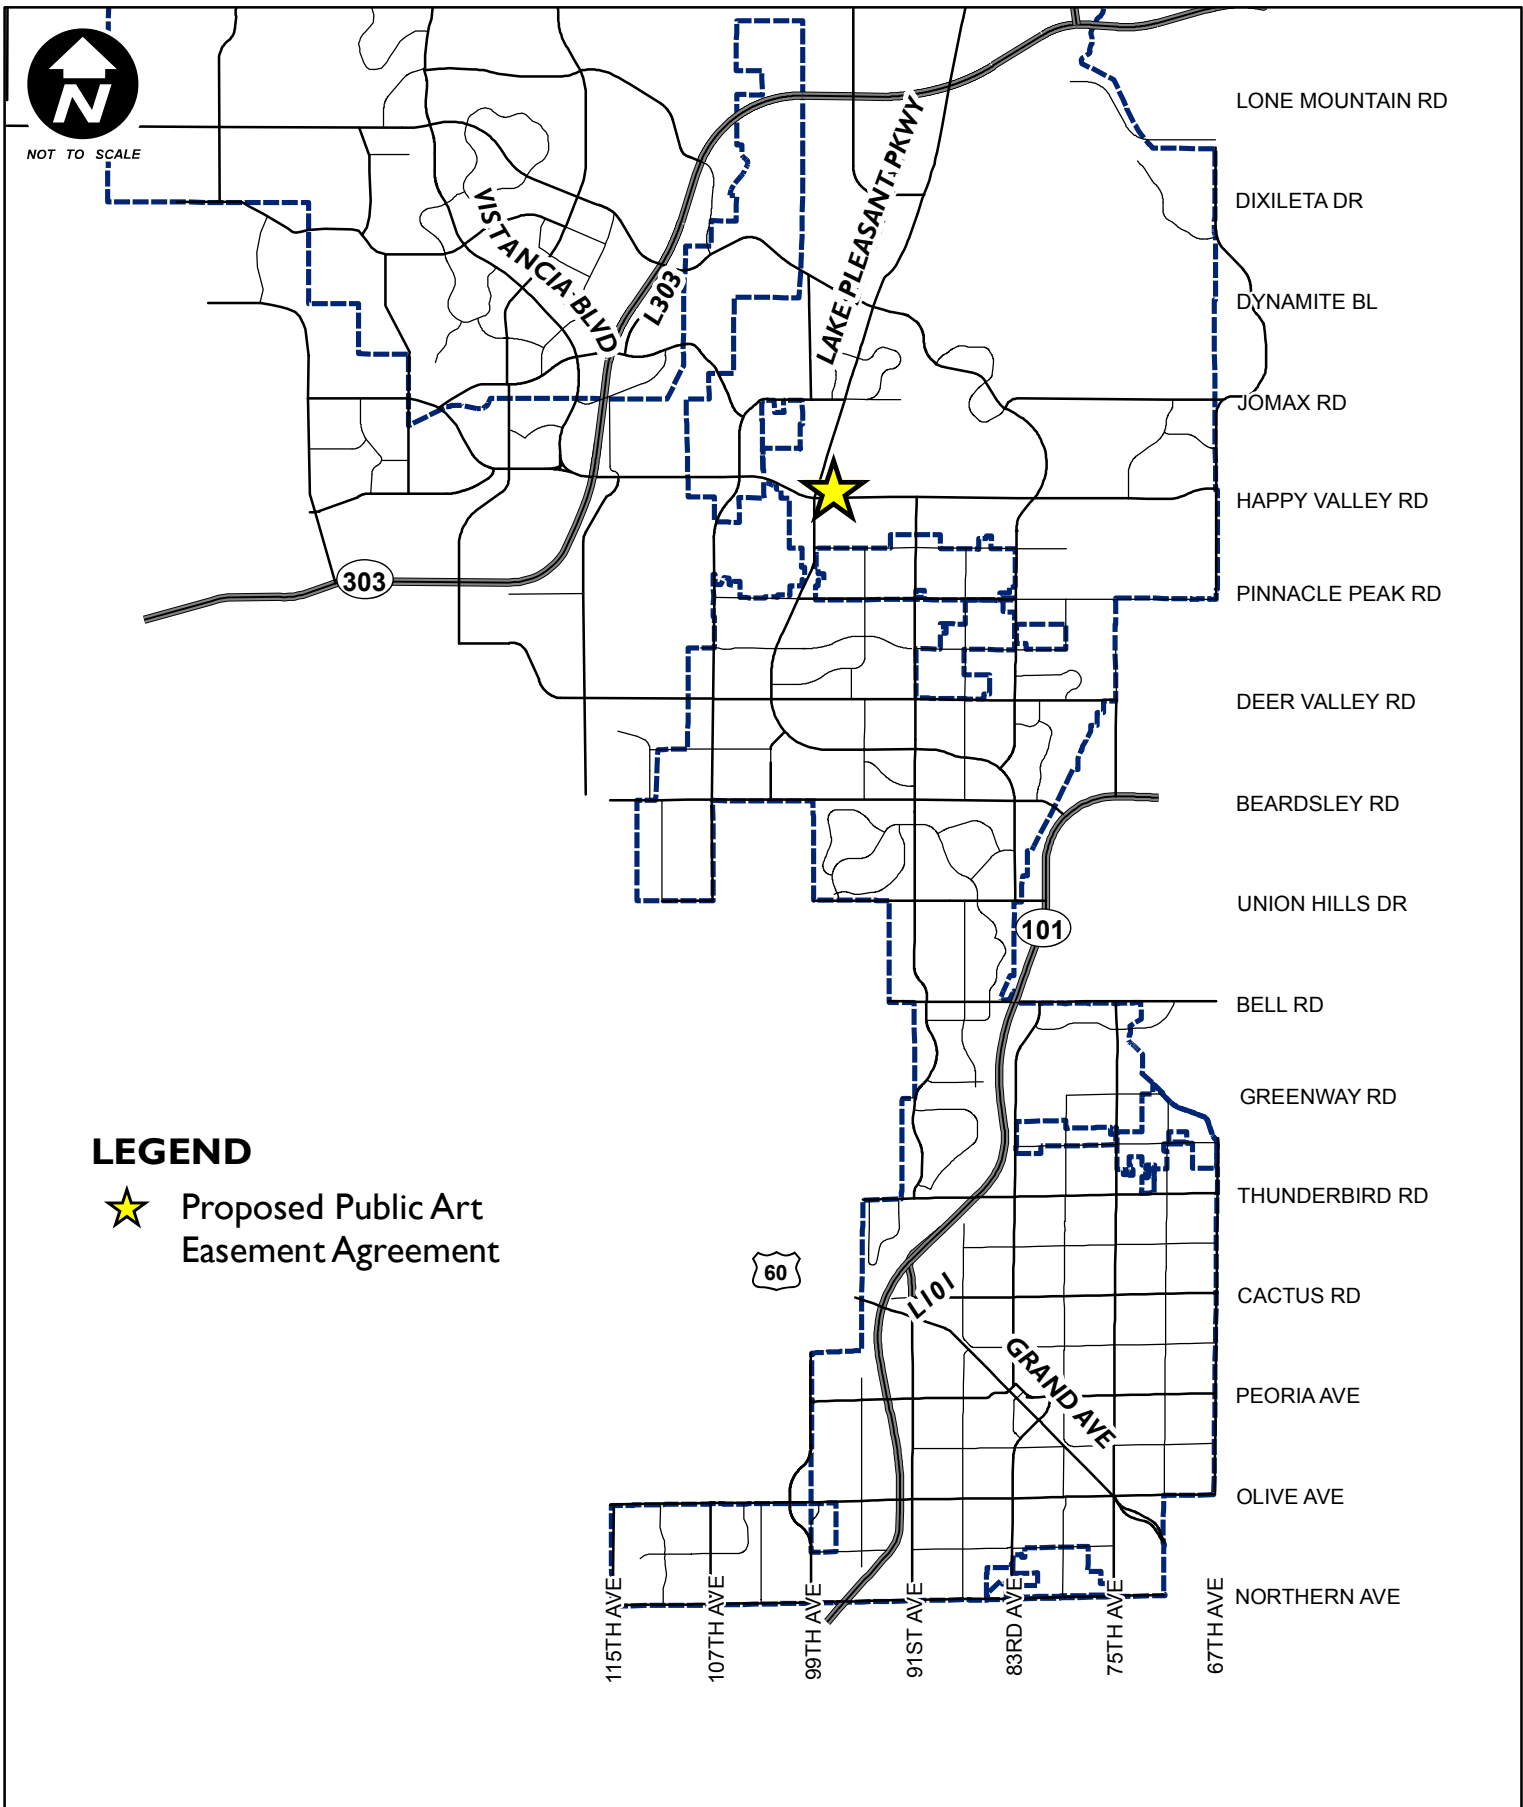 N
NOT TO SCALE
LONE MOUNTAIN RD
DIXILETA DR
DYNAMITE BL
JOMAX RD
HAPPY VALLEY RD
PINNACLE PEAK RD
DEER VALLEY RD
BEARDSLEY RD
UNION HILLS DR
BELL RD
GREENWAY RD
THUNDERBIRD RD
CACTUS RD
PEORIA AVE
OLIVE AVE
NORTHERN AVE
VISTANCIA BLVD
L303
LAKE PLEASANT PKWY
303
101
LEGEND
Proposed Public Art
Easement Agreement
60
L101
GRAND AVE
115TH AVE
107TH AVE
99TH AVE
91ST AVE
83RD AVE
75TH AVE
67TH AVE